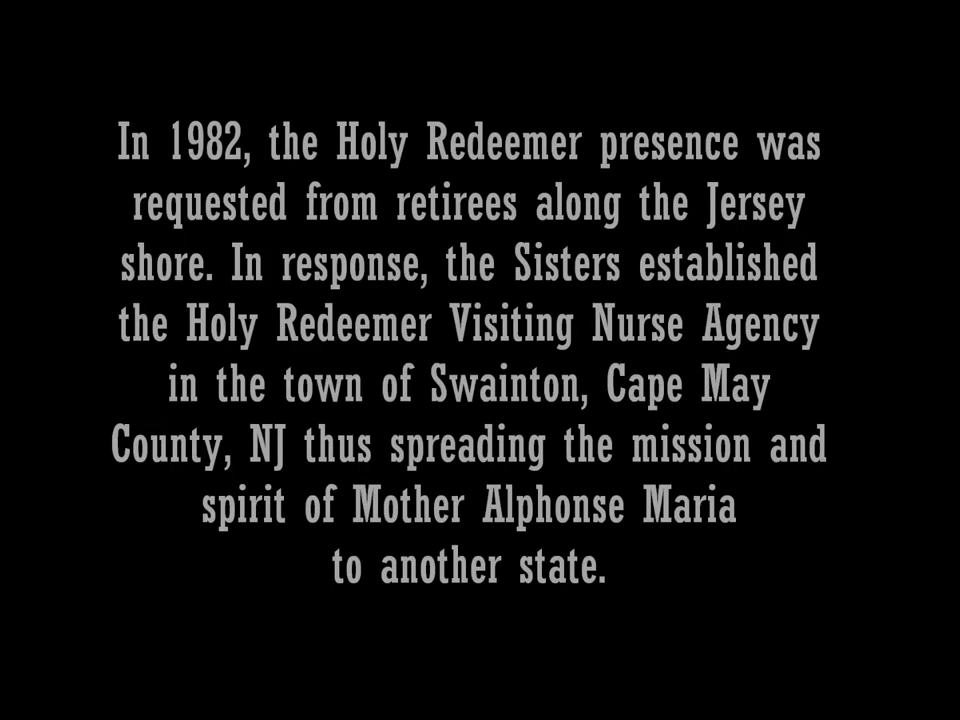 In 1982, the Holy Redeemer presence was
requested from retirees along the Jersey
shore. In response, the Sisters established
the Holy Redeemer Visiting Nurse Agency
in the town of Swainton, Cape May
County, NJ thus spreading the mission and
spirit of Mother Alphonse Maria
to another state.